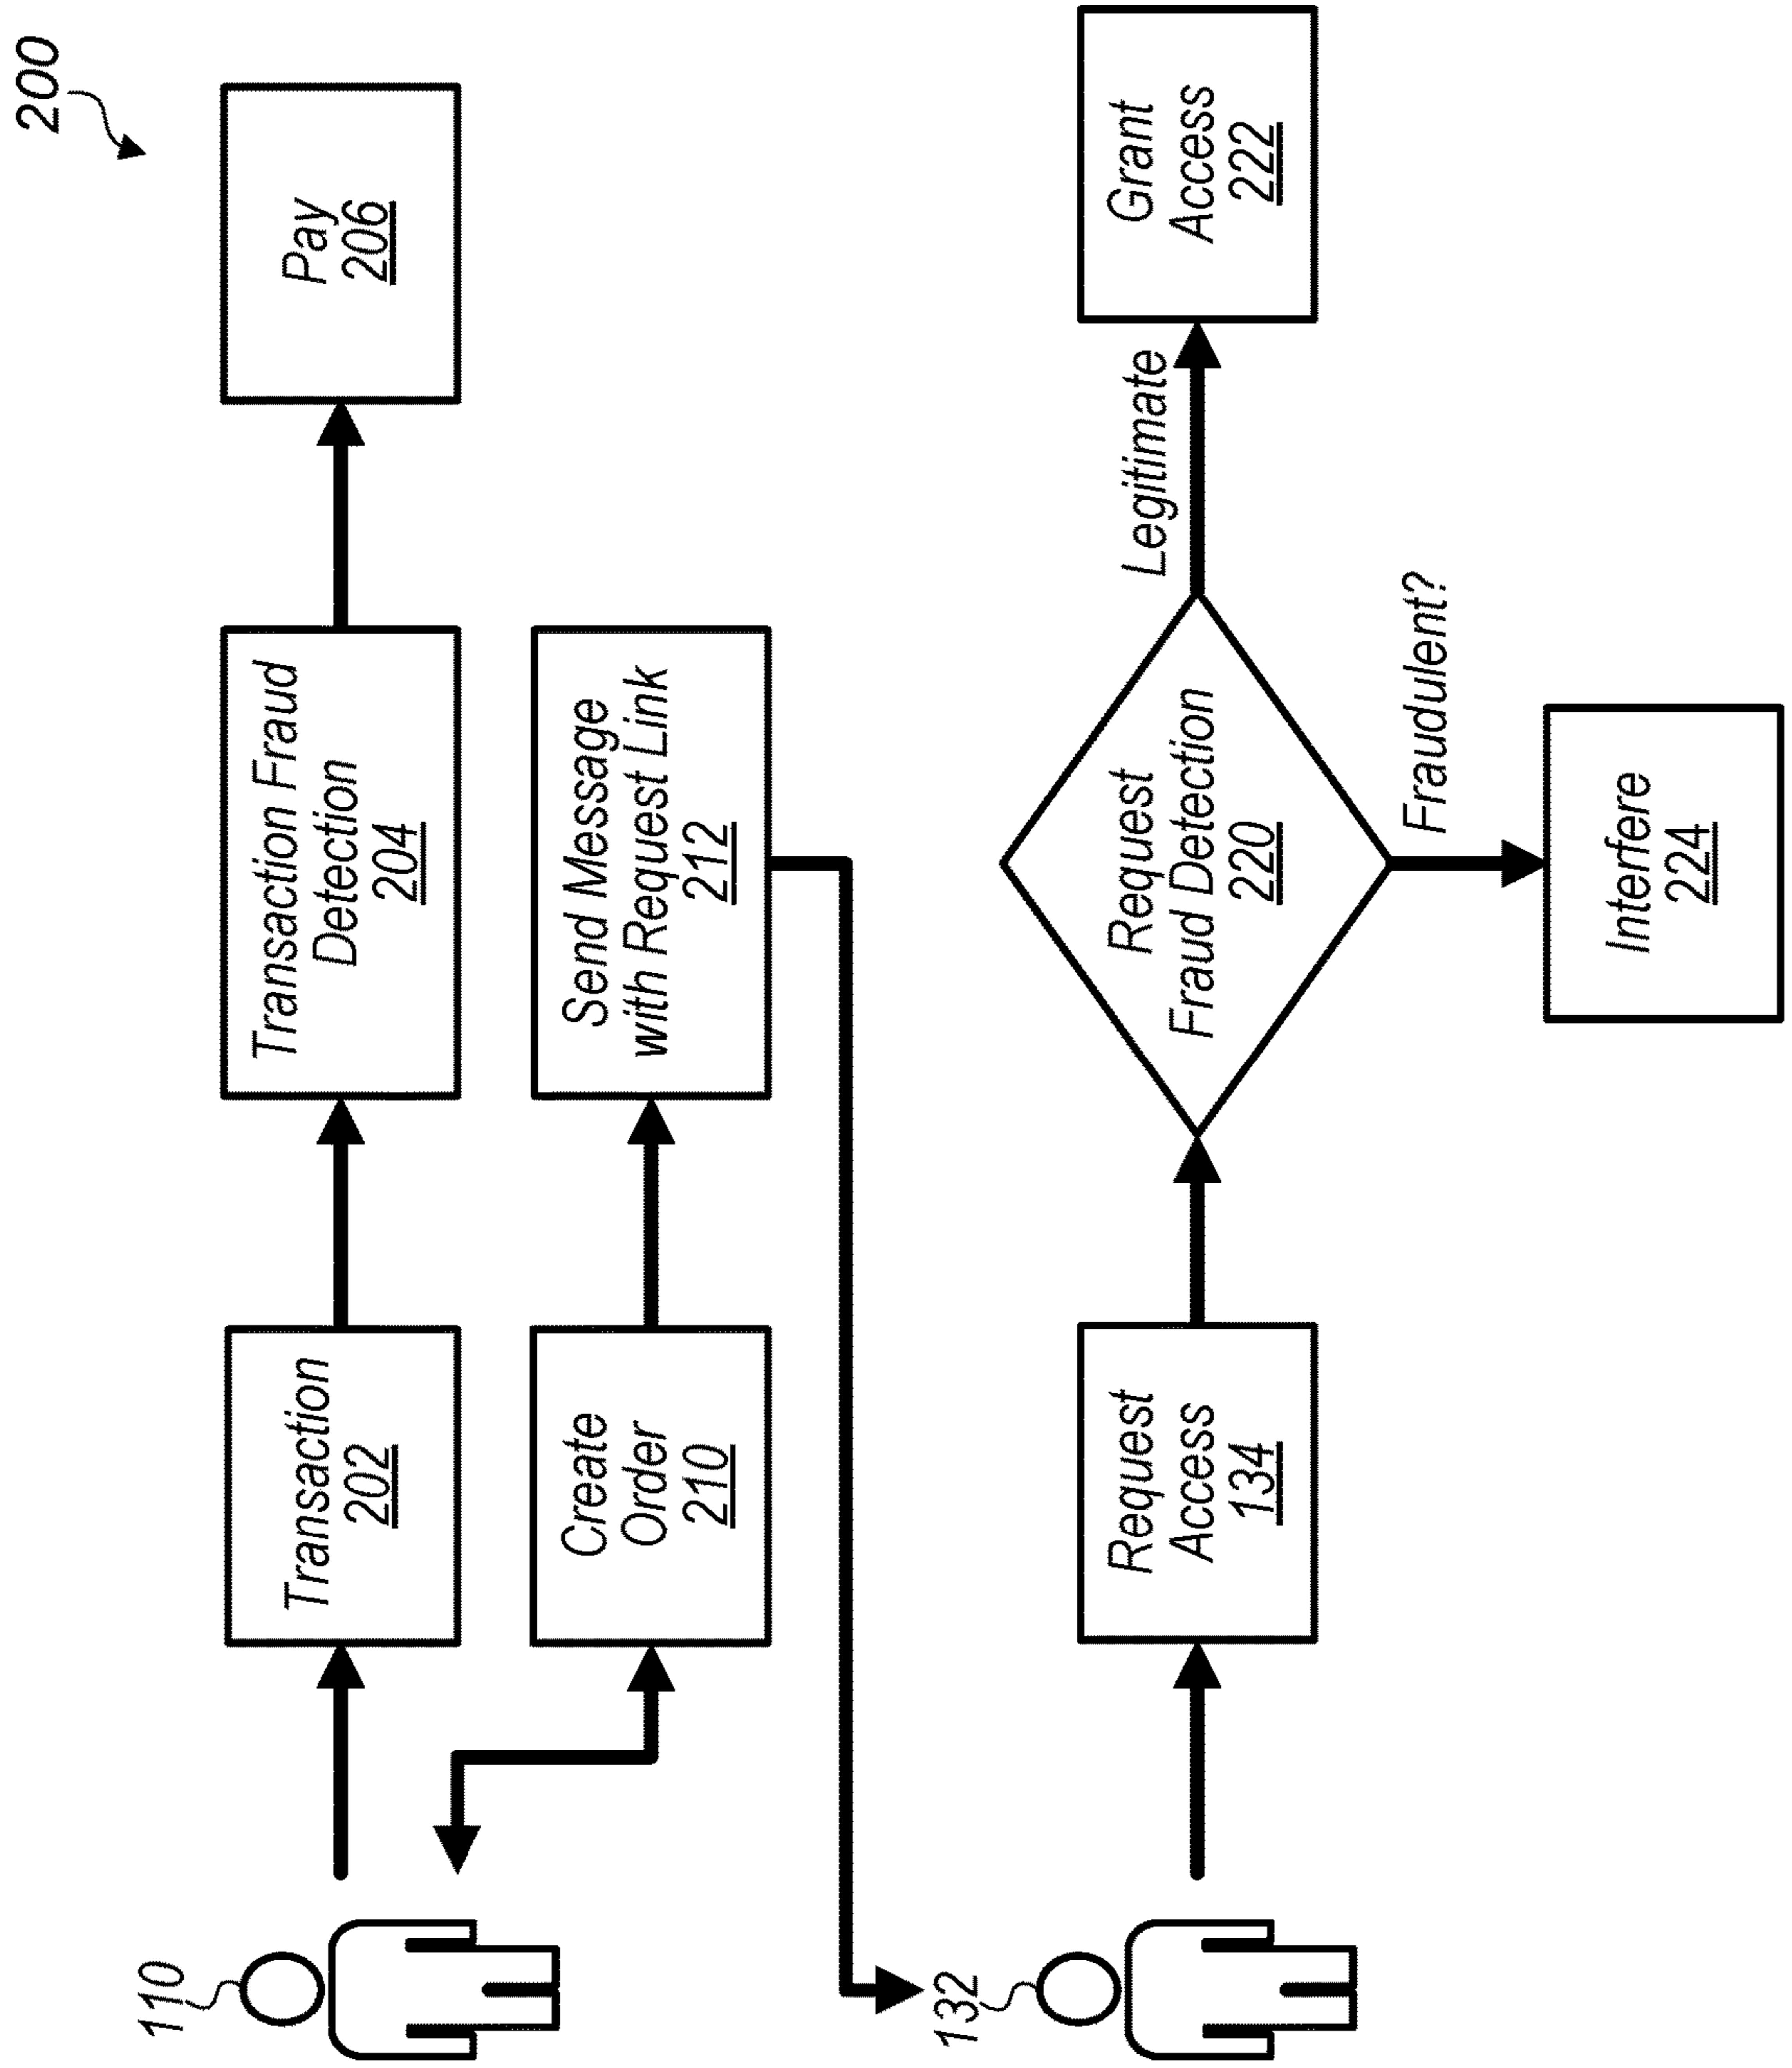 200
110
Transaction
202
Transaction Fraud
Detection
204
Pay
206
Create
Order
210
Send Message
with Request Link
212
132
Request
Access
134
Request
Fraud Detection
220
Legitimate
Grant
Access
222
Fraudulent?
Interfere
224